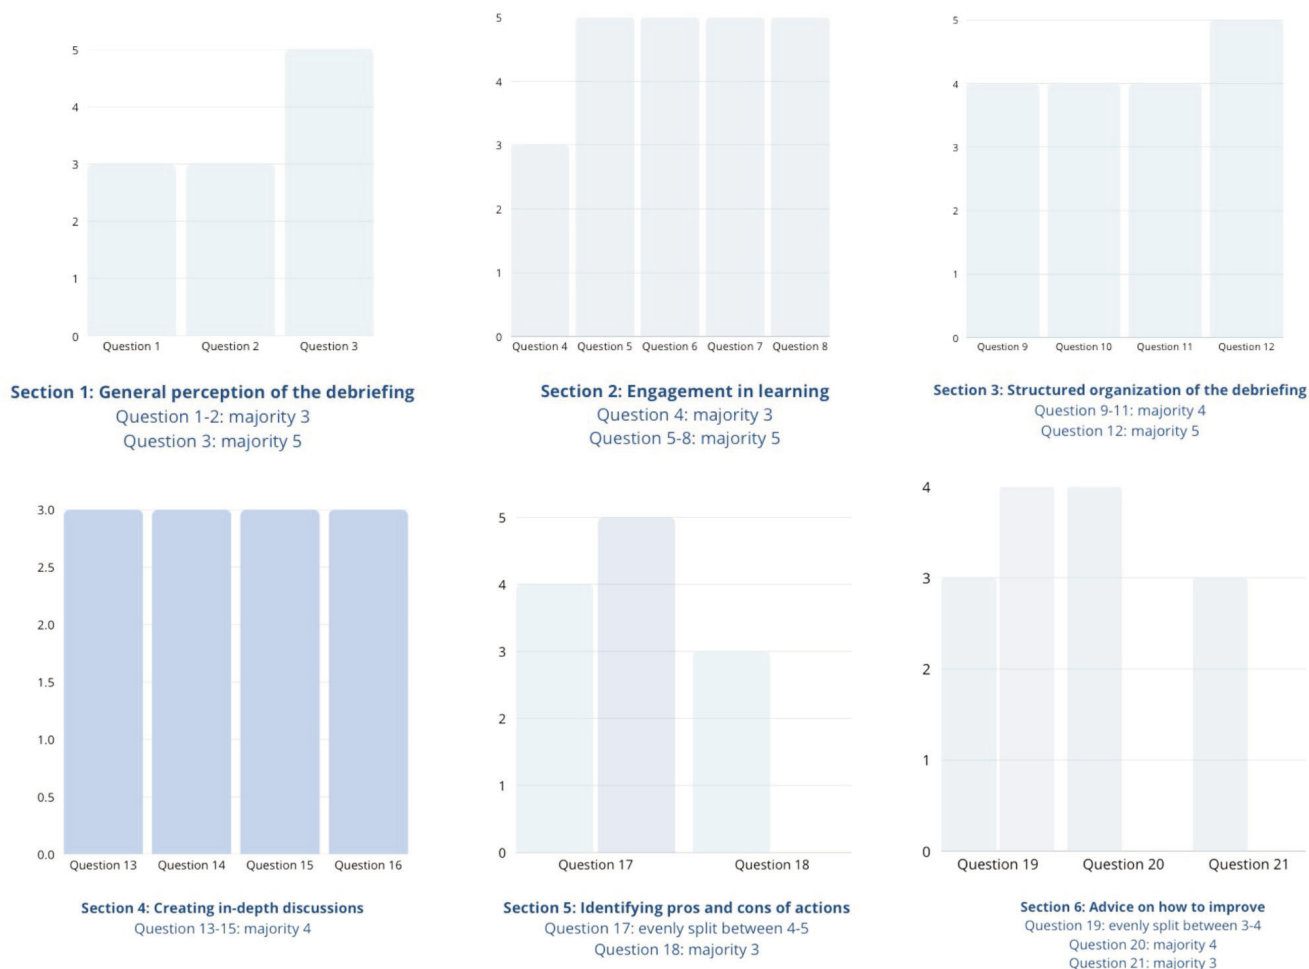 5
4
3
2
1
0
Question 1 Question 2 Question 3
Section 1: General perception of the debriefing
Question 1-2: majority 3
Question 3: majority 5
5
4
3
2
1
0
Question 4 Question 5 Question 6 Question 7 Question 8
Section 2: Engagement in learning
Question 4: majority 3
Question 5-8: majority 5
5
4
3
2
1
0
Question 9 Question 10 Question 11 Question 12
Section 3: Structured organization of the debriefing
Question 9-11: majority 4
Question 12: majority 5
3.0
2.5
2.0
1.5
1.0
0.5
0.0
Question 13 Question 14 Question 15 Question 16
Section 4: Creating in-depth discussions
Question 13-15: majority 4
5
4
3
2
1
0
Question 17 Question 18
Section 5: Identifying pros and cons of actions
Question 17: evenly split between 4-5
Question 18: majority 3
4
3
2
1
0
Question 19 Question 20 Question 21
Section 6: Advice on how to improve
Question 19: evenly split between 3-4
Question 20: majority 4
Question 21: majority 3